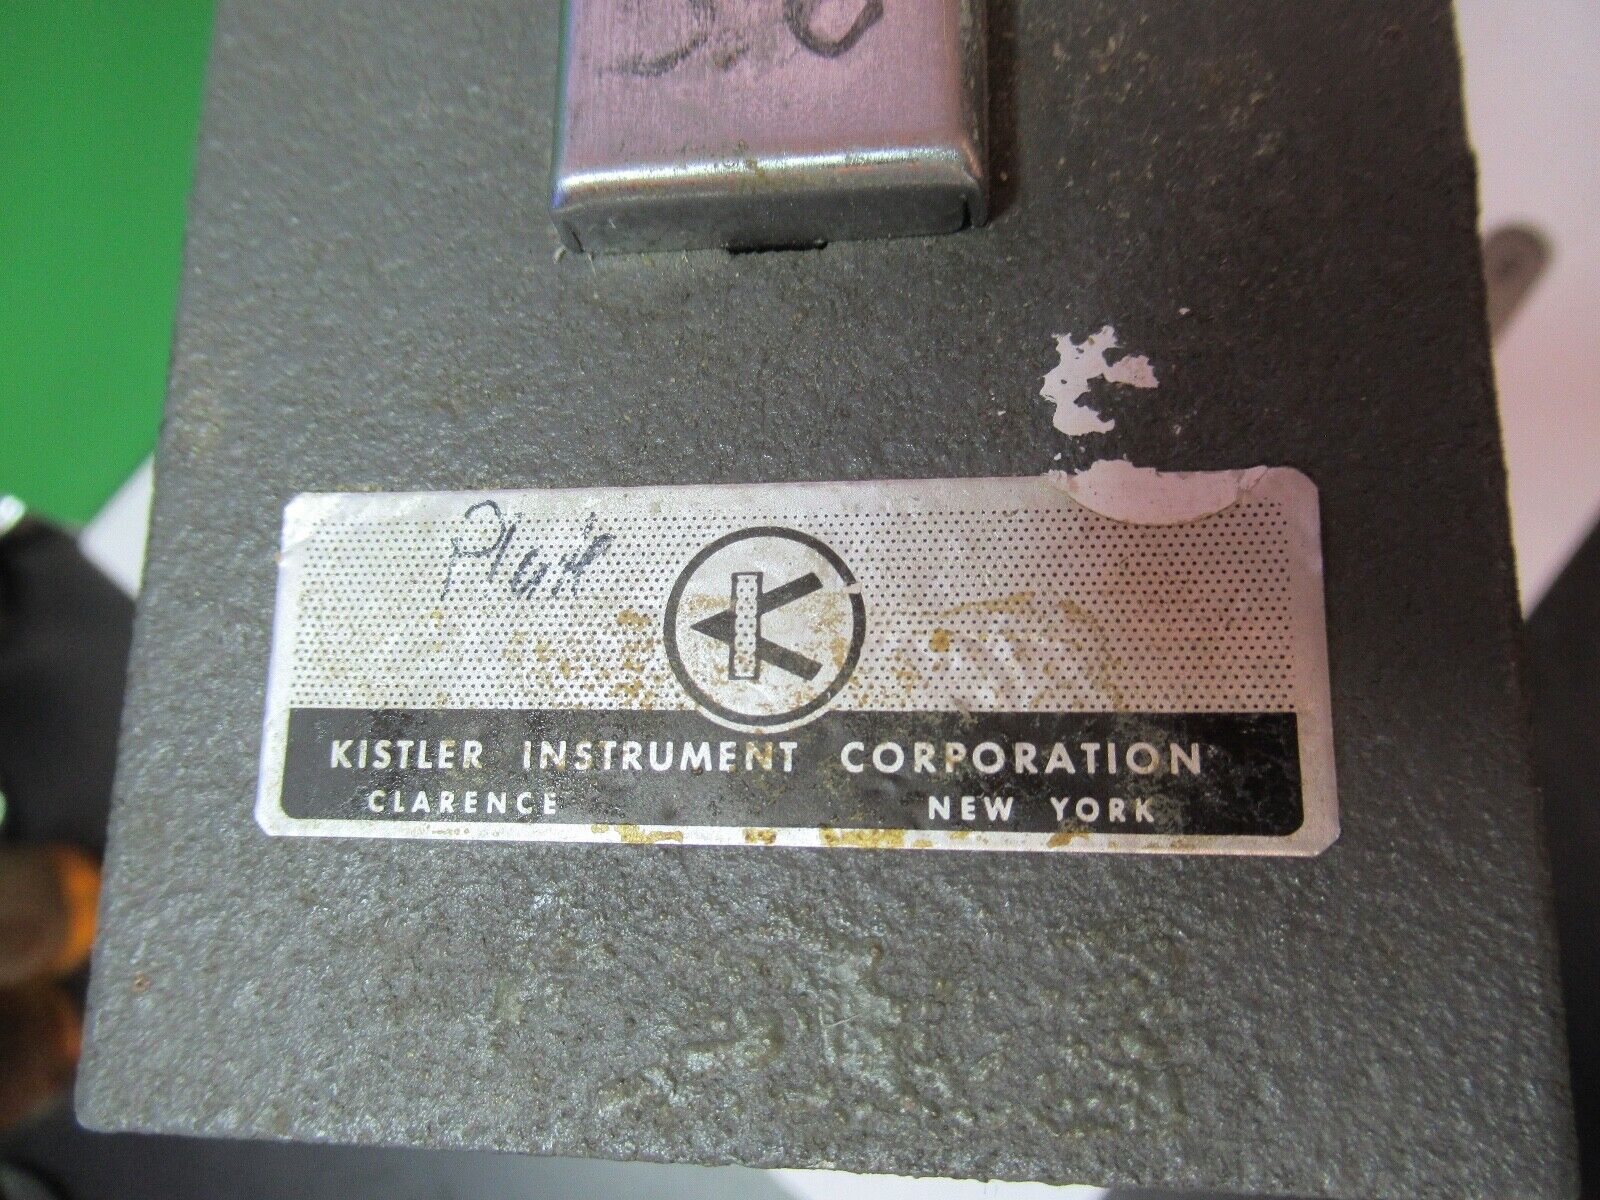 K
KISTLER INSTRUMENT CORPORATION
CLARENCE NEW YORK